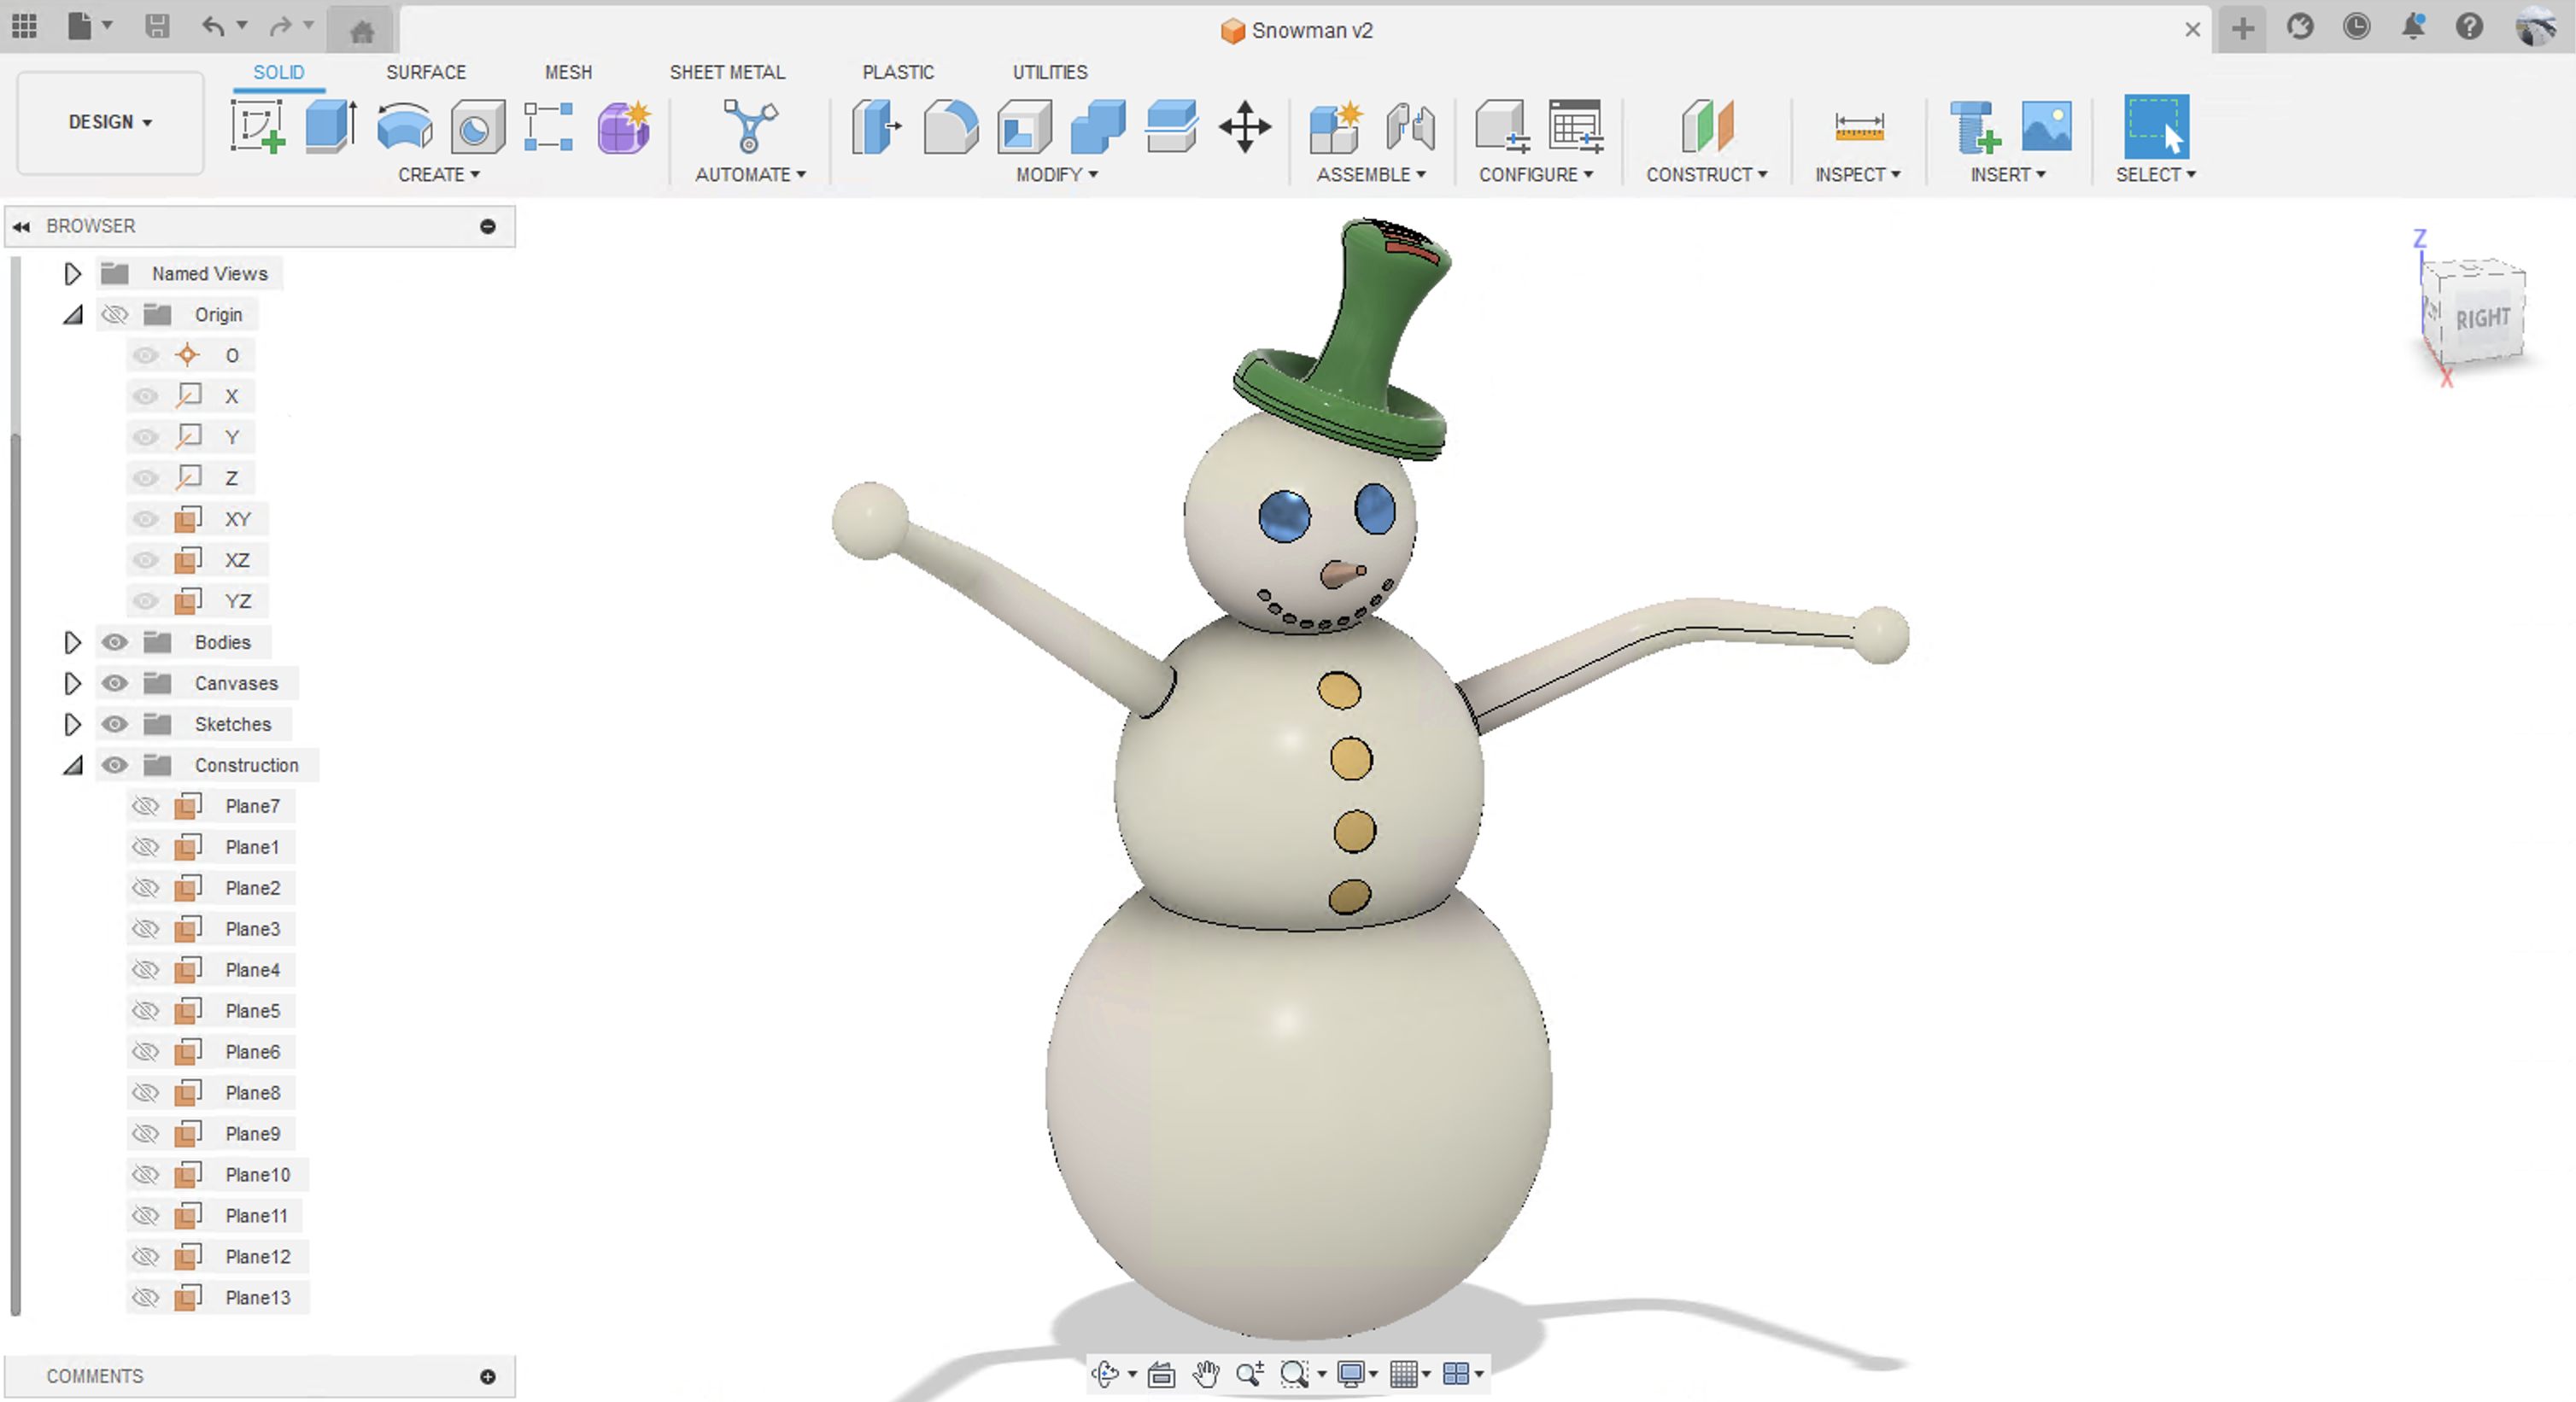 Snowman v2
SOLID SURFACE MESH SHEET METAL PLASTIC UTILITIES
DESIGN
CREATE AUTOMATE MODIFY ASSEMBLE CONFIGURE CONSTRUCT INSPECT INSERT SELECT
BROWSER
Named Views
Origin
O
X
Y
Z
XY
XZ
YZ
Bodies
Canvases
Sketches
Construction
Plane7
Plane1
Plane2
Plane3
Plane4
Plane5
Plane6
Plane8
Plane9
Plane10
Plane11
Plane12
Plane13
COMMENTS
Z
RIGHT
X